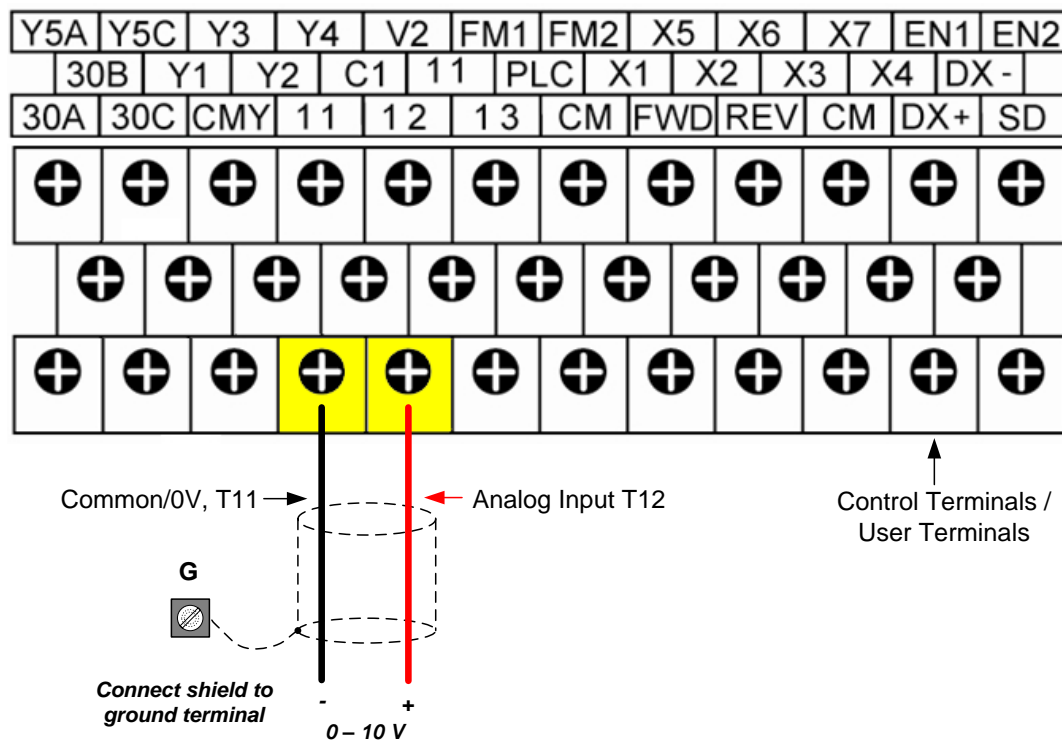 Y5A Y5C Y3 Y4 V2 FM1 FM2 X5 X6 X7 EN1 EN2
30B Y1 Y2 C1 11 PLC X1 X2 X3 X4 DX-
30A 30C CMY 11 12 13 CM FWD REV CM DX+ SD
Common/0V, T11
Analog Input T12
Control Terminals /
User Terminals
G
Connect shield to
ground terminal
- +
0 – 10 V